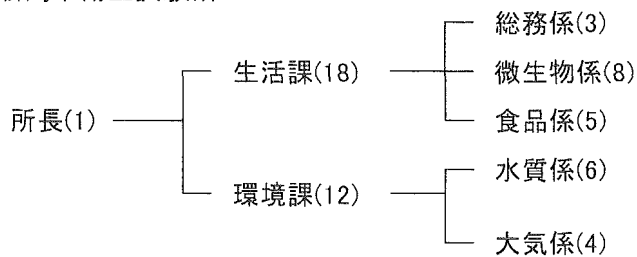 総務係(3)
生活課(18)
微生物係(8)
所長(1)
食品係(5)
水質係(6)
環境課(12)
大気係(4)